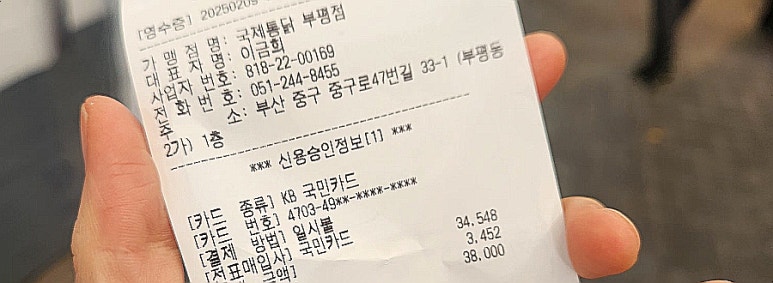 [영수증] 20250209
가 맹 점 명: 국제통닭 부평점
대 표 자 명: 이금희
사업자 번호: 818-22-00169
전 화 번 호: 051-244-8455
주 소: 부산 중구 중구로47번길 33-1 (부평동
2가) 1층
*** 신용승인정보[1] ***
[카드 종류] KB 국민카드
[카드 번호] 4703-49**-****-****
[결제 방법] 일시불
[전표매입사] 국민카드 34.548
금액] 3.452
38.000